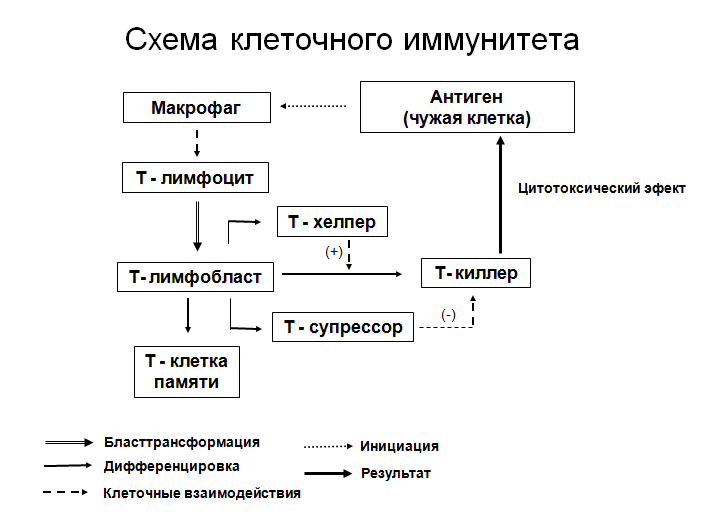 Схема клеточного иммунитета
Макрофаг
Антиген
(чужая клетка)
Т - лимфоцит
Цитотоксический эфект
Т - хелпер
(+)
Т- лимфобласт
Т- киллер
Т - супрессор
(-)
Т - клетка
памяти
Бласттрансформация
Инициация
Дифференцировка
Результат
Клеточные взаимодействия